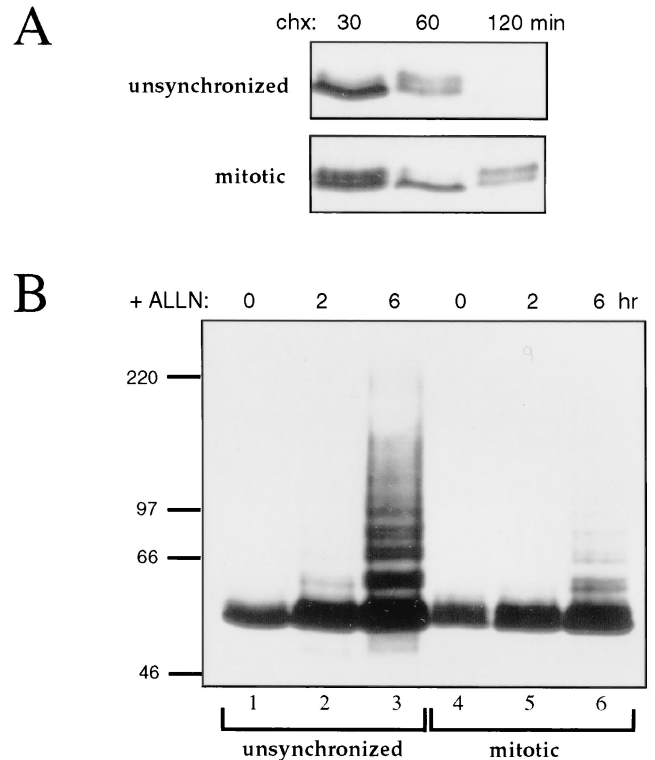 A
chx: 30 60 120 min
unsynchronized
mitotic
B
+ ALLN: 0 2 6 0 2 6 hr
220
97
66
46
1 2 3 4 5 6
unsynchronized mitotic